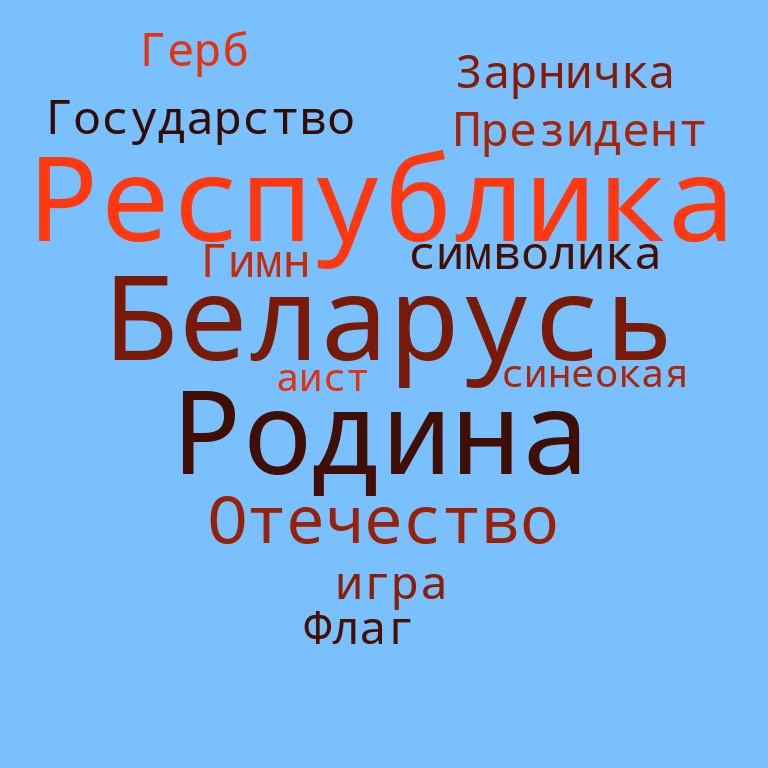 Герб
Зарничка
Государство
Президент
Республика
Гимн
символика
Беларусь
аист
синеокая
Родина
Отечество
игра
Флаг